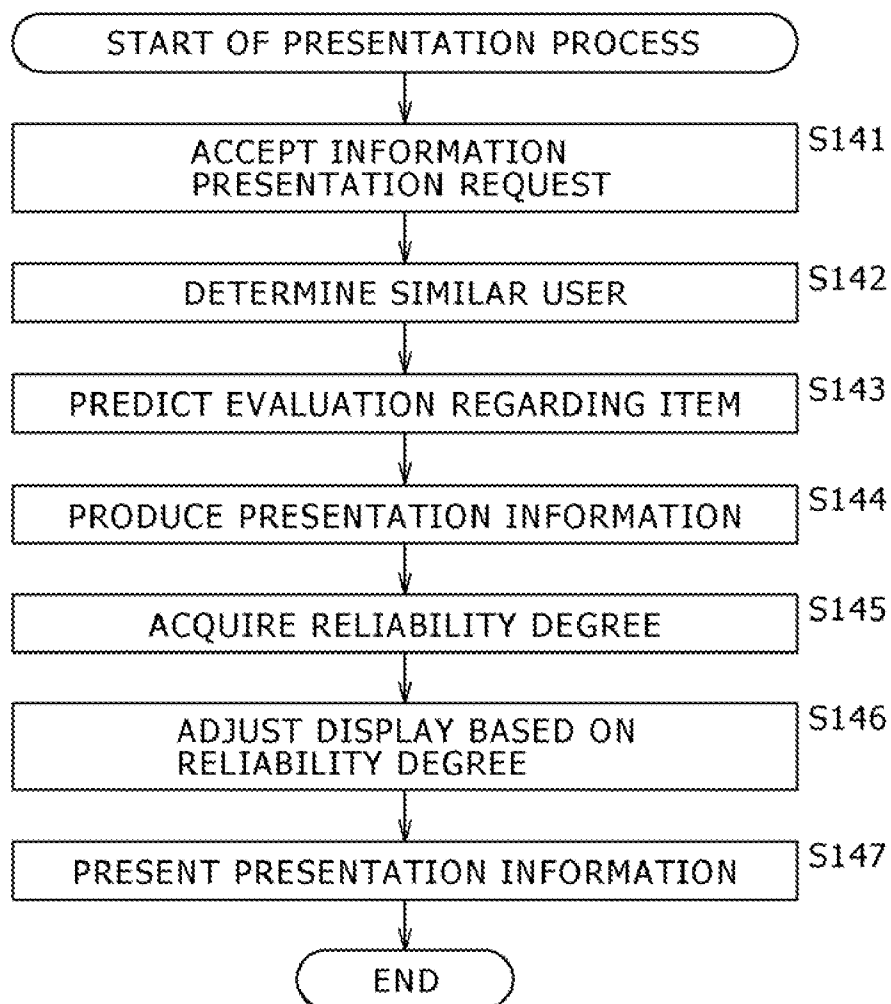 START OF PRESENTATION PROCESS
S141
ACCEPT INFORMATION
PRESENTATION REQUEST
S142
DETERMINE SIMILAR USER
S143
PREDICT EVALUATION REGARDING ITEM
S144
PRODUCE PRESENTATION INFORMATION
S145
ACQUIRE RELIABILITY DEGREE
S146
ADJUST DISPLAY BASED ON
RELIABILITY DEGREE
S147
PRESENT PRESENTATION INFORMATION
END